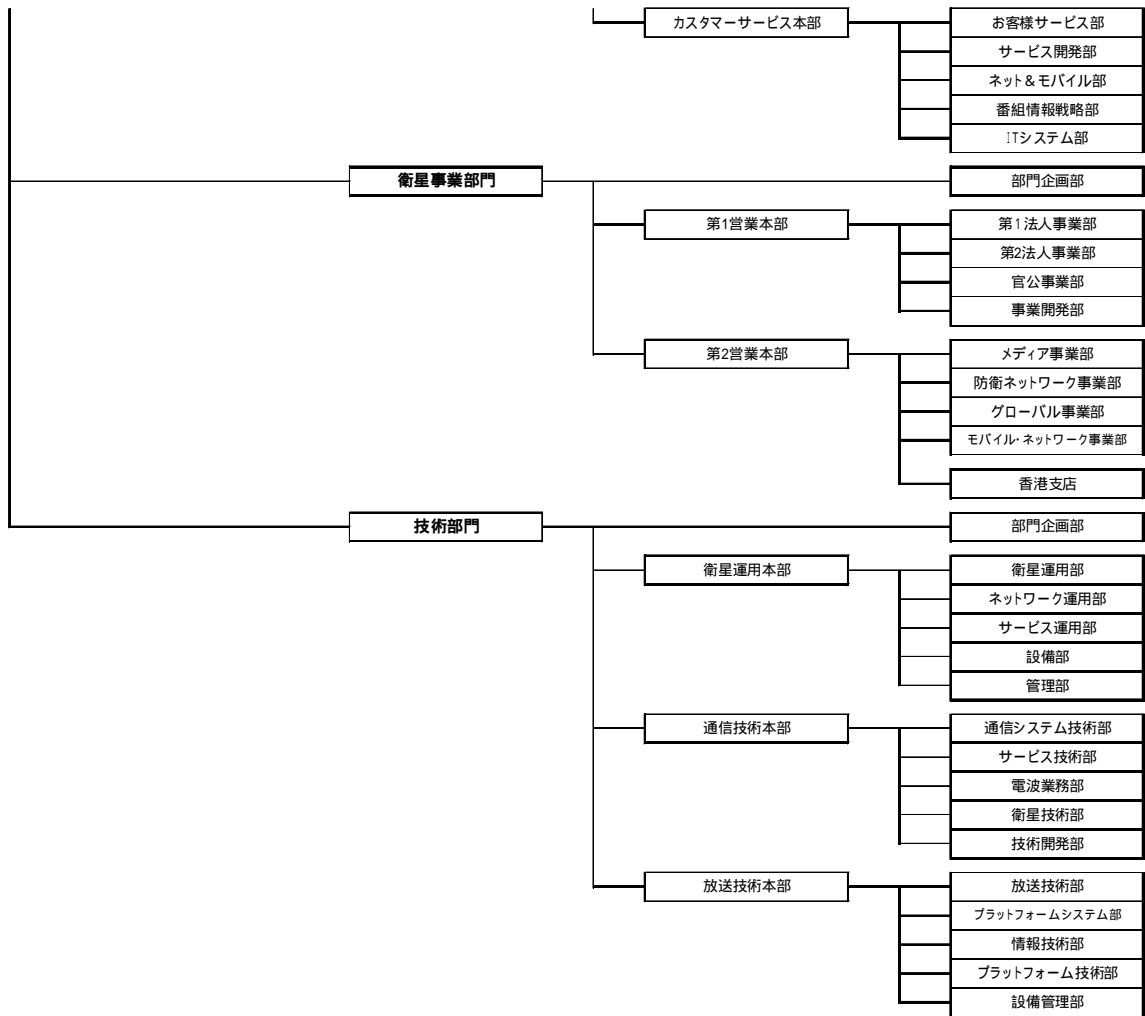 カスタマーサービス本部
お客様サービス部
サービス開発部
ネット＆モバイル部
番組情報戦略部
ITシステム部
衛星事業部門
部門企画部
第1営業本部
第1法人事業部
第2法人事業部
官公事業部
事業開発部
第2営業本部
メディア事業部
防衛ネットワーク事業部
グローバル事業部
モバイル・ネットワーク事業部
香港支店
技術部門
部門企画部
衛星運用本部
衛星運用部
ネットワーク運用部
サービス運用部
設備部
管理部
通信技術本部
通信システム技術部
サービス技術部
電波業務部
衛星技術部
技術開発部
放送技術本部
放送技術部
プラットフォームシステム部
情報技術部
プラットフォーム技術部
設備管理部